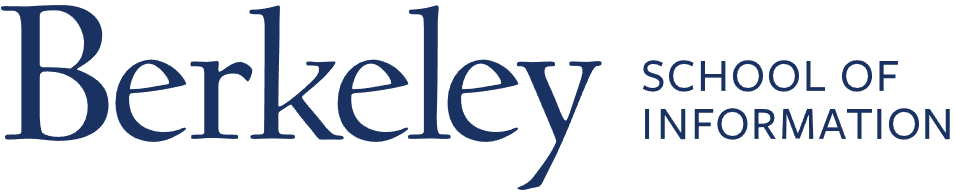 Berkeley
SCHOOL OF
INFORMATION